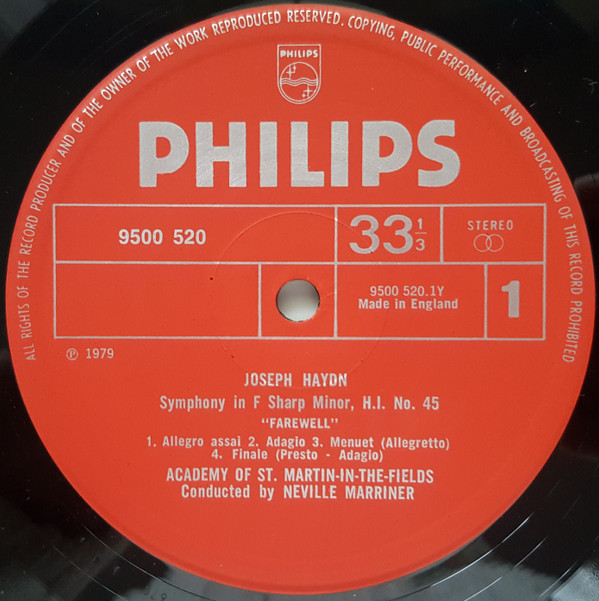 ALL RIGHTS OF THE RECORD PRODUCER AND OF THE OWNER OF THE WORK REPRODUCED RESERVED. COPYING, PUBLIC PERFORMANCE AND BROADCASTING OF THIS RECORD PROHIBITED
PHILIPS
PHILIPS
9500 520
33 1/3
STEREO
9500 520.1Y
Made in England
1
℗ 1979
JOSEPH HAYDN
Symphony in F Sharp Minor, H.I. No. 45
"FAREWELL"
1. Allegro assai 2. Adagio 3. Menuet (Allegretto)
4. Finale (Presto - Adagio)
ACADEMY OF ST. MARTIN-IN-THE-FIELDS
Conducted by NEVILLE MARRINER